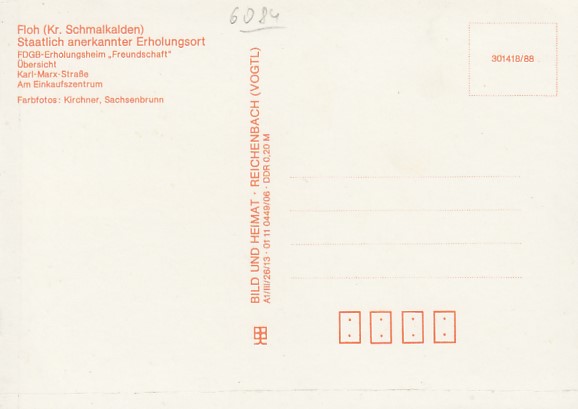 6084
Floh (Kr. Schmalkalden)
Staatlich anerkannter Erholungsort
FDGB-Erholungsheim „Freundschaft“
Übersicht
Karl-Marx-Straße
Am Einkaufszentrum
Farbfotos: Kirchner, Sachsenbrunn
BILD UND HEIMAT · REICHENBACH (VOGTL)
A1/III/26/13 · 01 11 0449/06 · DDR 0,20 M
301418/88